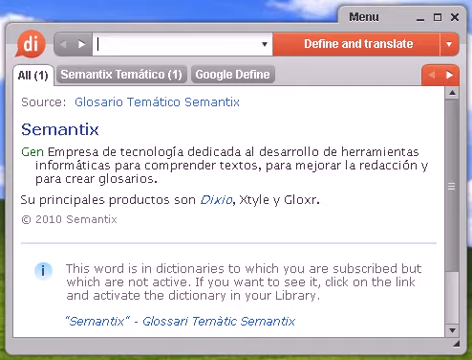 Menu
di
Define and translate
All (1)
Semantix Temático (1)
Google Define
Source: Glosario Temático Semantix
Semantix
Gen Empresa de tecnología dedicada al desarrollo de herramientas
informáticas para comprender textos, para mejorar la redacción y
para crear glosarios.
Su principales productos son Dixio, Xtyle y Gloxr.
© 2010 Semantix
i
This word is in dictionaries to which you are subscribed but
which are not active. If you want to see it, click on the link
and activate the dictionary in your Library.
"Semantix" - Glossari Temàtic Semantix